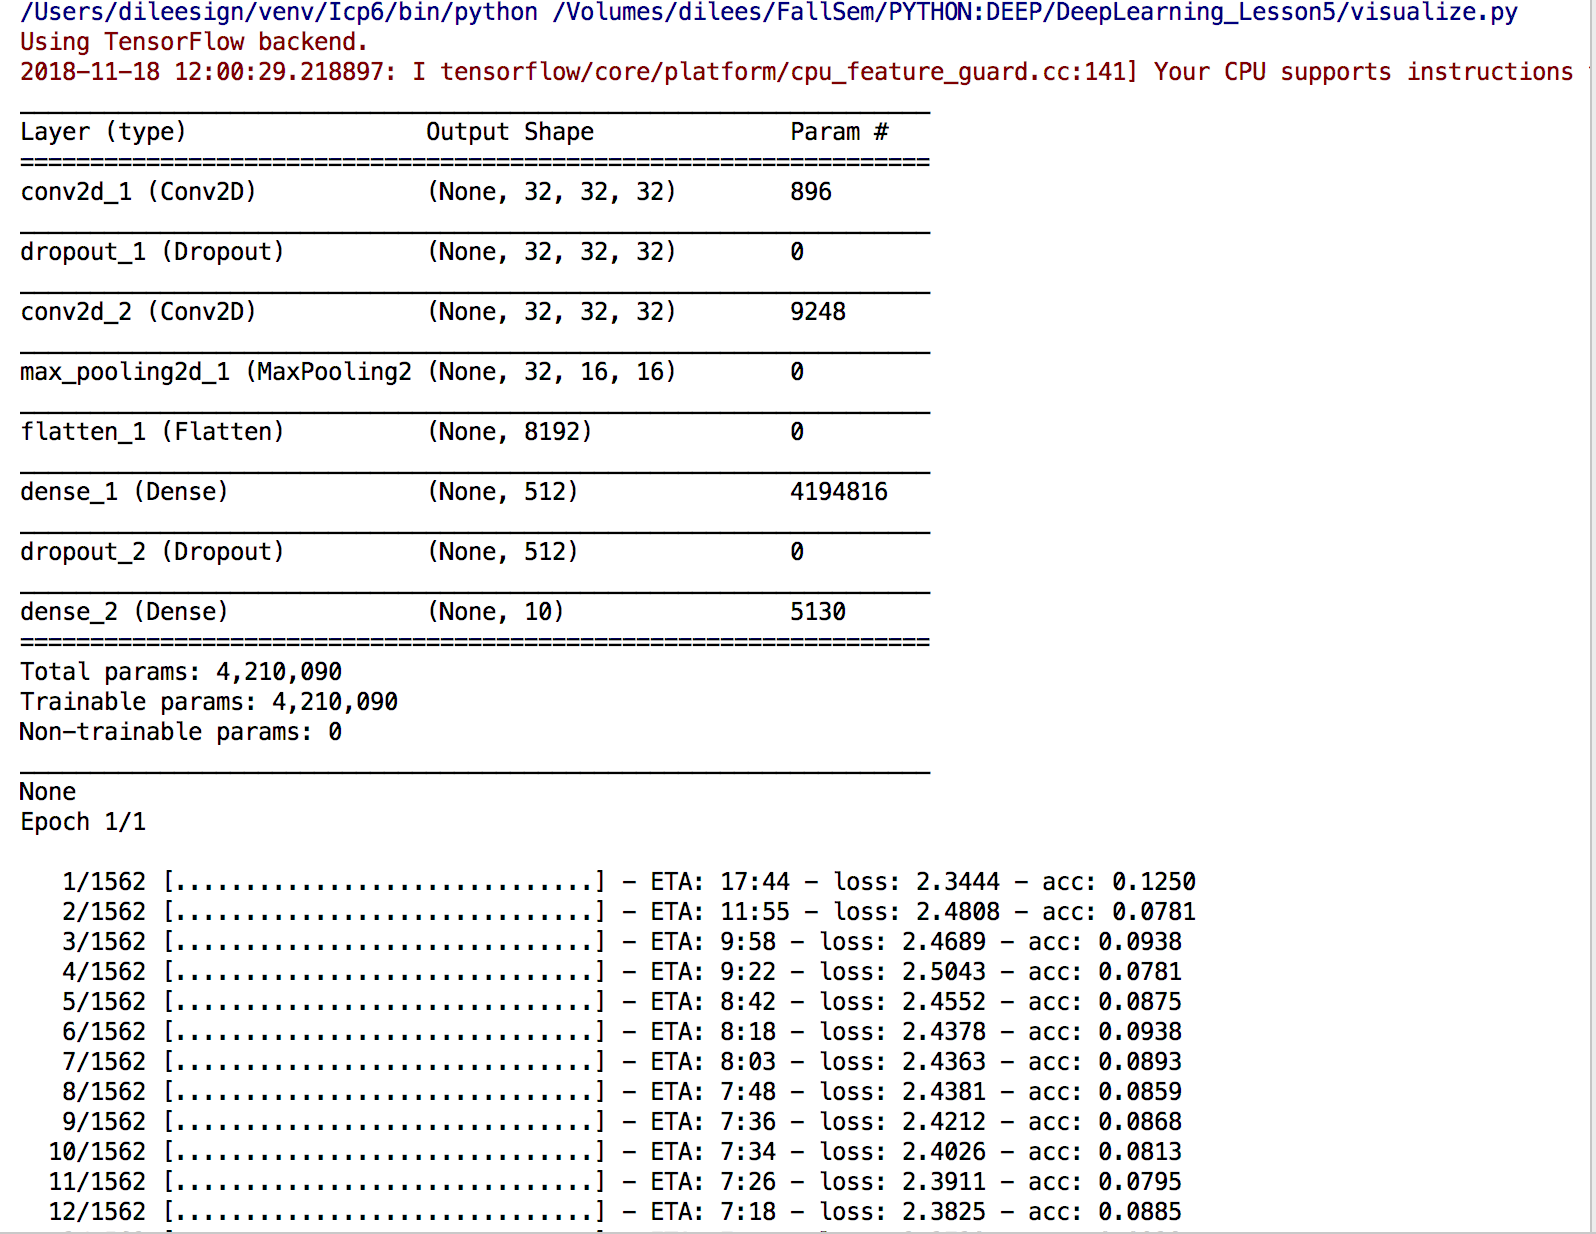 /Users/dileesign/venv/Icp6/bin/python /Volumes/dilees/FallSem/PYTHON:DEEP/DeepLearning_Lesson5/visualize.py
Using TensorFlow backend.
2018-11-18 12:00:29.218897: I tensorflow/core/platform/cpu_feature_guard.cc:141] Your CPU supports instructions
_________________________________________________________________
Layer (type)                 Output Shape              Param #
=================================================================
conv2d_1 (Conv2D)            (None, 32, 32, 32)        896
_________________________________________________________________
dropout_1 (Dropout)          (None, 32, 32, 32)        0
_________________________________________________________________
conv2d_2 (Conv2D)            (None, 32, 32, 32)        9248
_________________________________________________________________
max_pooling2d_1 (MaxPooling2 (None, 32, 16, 16)        0
_________________________________________________________________
flatten_1 (Flatten)          (None, 8192)              0
_________________________________________________________________
dense_1 (Dense)              (None, 512)               4194816
_________________________________________________________________
dropout_2 (Dropout)          (None, 512)               0
_________________________________________________________________
dense_2 (Dense)              (None, 10)                5130
=================================================================
Total params: 4,210,090
Trainable params: 4,210,090
Non-trainable params: 0
_________________________________________________________________
None
Epoch 1/1
1/1562 [..............................] - ETA: 17:44 - loss: 2.3444 - acc: 0.1250
2/1562 [..............................] - ETA: 11:55 - loss: 2.4808 - acc: 0.0781
3/1562 [..............................] - ETA: 9:58 - loss: 2.4689 - acc: 0.0938
4/1562 [..............................] - ETA: 9:22 - loss: 2.5043 - acc: 0.0781
5/1562 [..............................] - ETA: 8:42 - loss: 2.4552 - acc: 0.0875
6/1562 [..............................] - ETA: 8:18 - loss: 2.4378 - acc: 0.0938
7/1562 [..............................] - ETA: 8:03 - loss: 2.4363 - acc: 0.0893
8/1562 [..............................] - ETA: 7:48 - loss: 2.4381 - acc: 0.0859
9/1562 [..............................] - ETA: 7:36 - loss: 2.4212 - acc: 0.0868
10/1562 [..............................] - ETA: 7:34 - loss: 2.4026 - acc: 0.0813
11/1562 [..............................] - ETA: 7:26 - loss: 2.3911 - acc: 0.0795
12/1562 [..............................] - ETA: 7:18 - loss: 2.3825 - acc: 0.0885